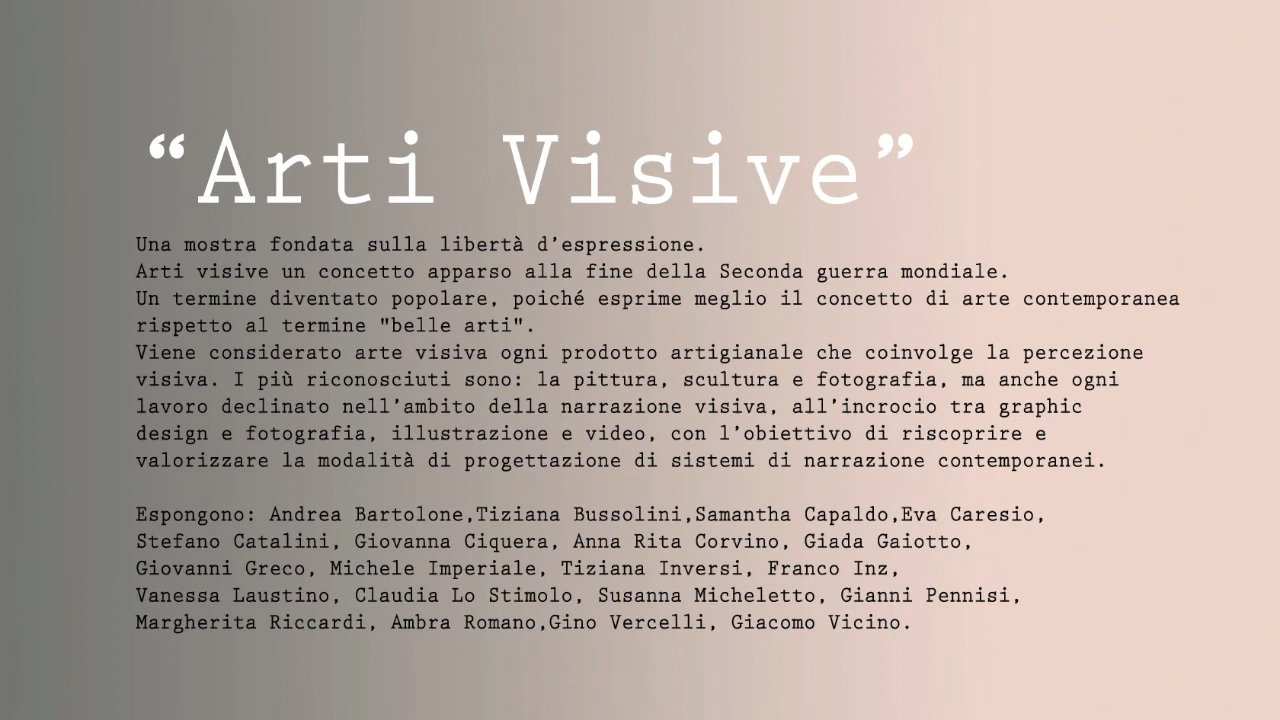 “Arti Visive”
Una mostra fondata sulla libertà d’espressione.
Arti visive un concetto apparso alla fine della Seconda guerra mondiale.
Un termine diventato popolare, poiché esprime meglio il concetto di arte contemporanea
rispetto al termine "belle arti".
Viene considerato arte visiva ogni prodotto artigianale che coinvolge la percezione
visiva. I più riconosciuti sono: la pittura, scultura e fotografia, ma anche ogni
lavoro declinato nell’ambito della narrazione visiva, all’incrocio tra graphic
design e fotografia, illustrazione e video, con l’obiettivo di riscoprire e
valorizzare la modalità di progettazione di sistemi di narrazione contemporanei.
Espongono: Andrea Bartolone,Tiziana Bussolini,Samantha Capaldo,Eva Caresio,
Stefano Catalini, Giovanna Ciquera, Anna Rita Corvino, Giada Gaiotto,
Giovanni Greco, Michele Imperiale, Tiziana Inversi, Franco Inz,
Vanessa Laustino, Claudia Lo Stimolo, Susanna Micheletto, Gianni Pennisi,
Margherita Riccardi, Ambra Romano,Gino Vercelli, Giacomo Vicino.